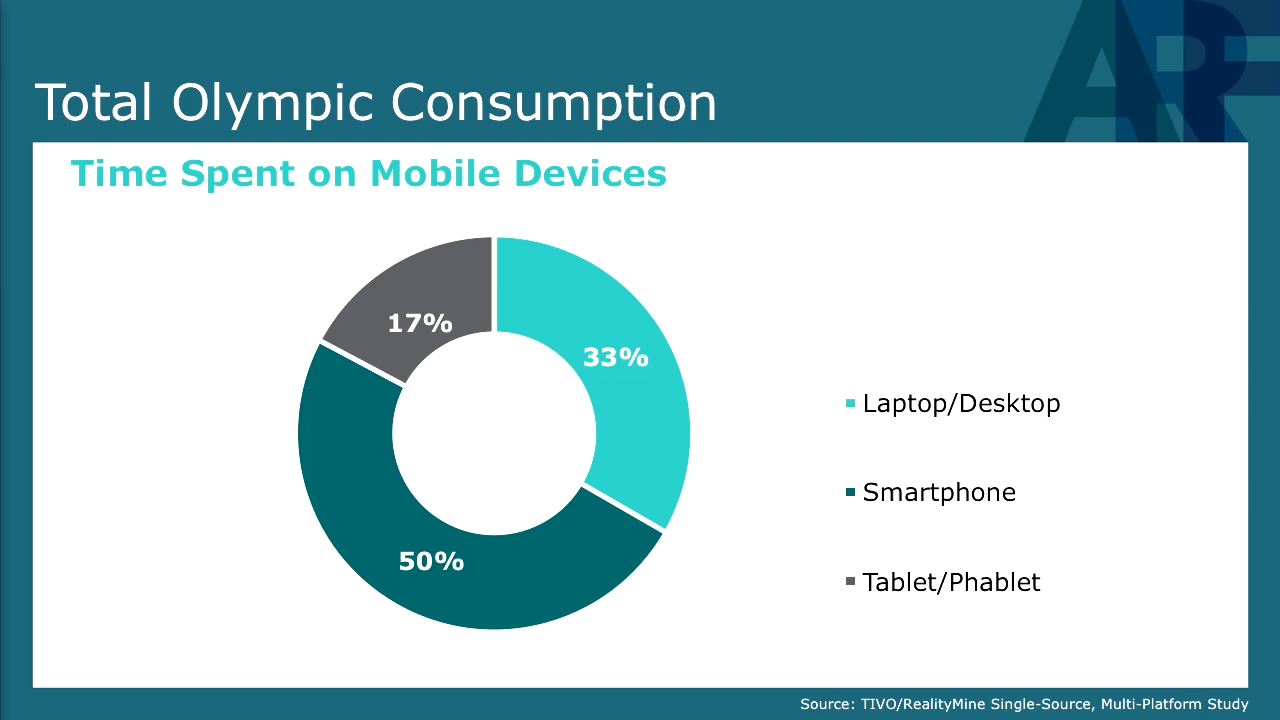 ARF
Total Olympic Consumption
Time Spent on Mobile Devices
17%
33%
50%
Laptop/Desktop
Smartphone
Tablet/Phablet
Source: TIVO/RealityMine Single-Source, Multi-Platform Study